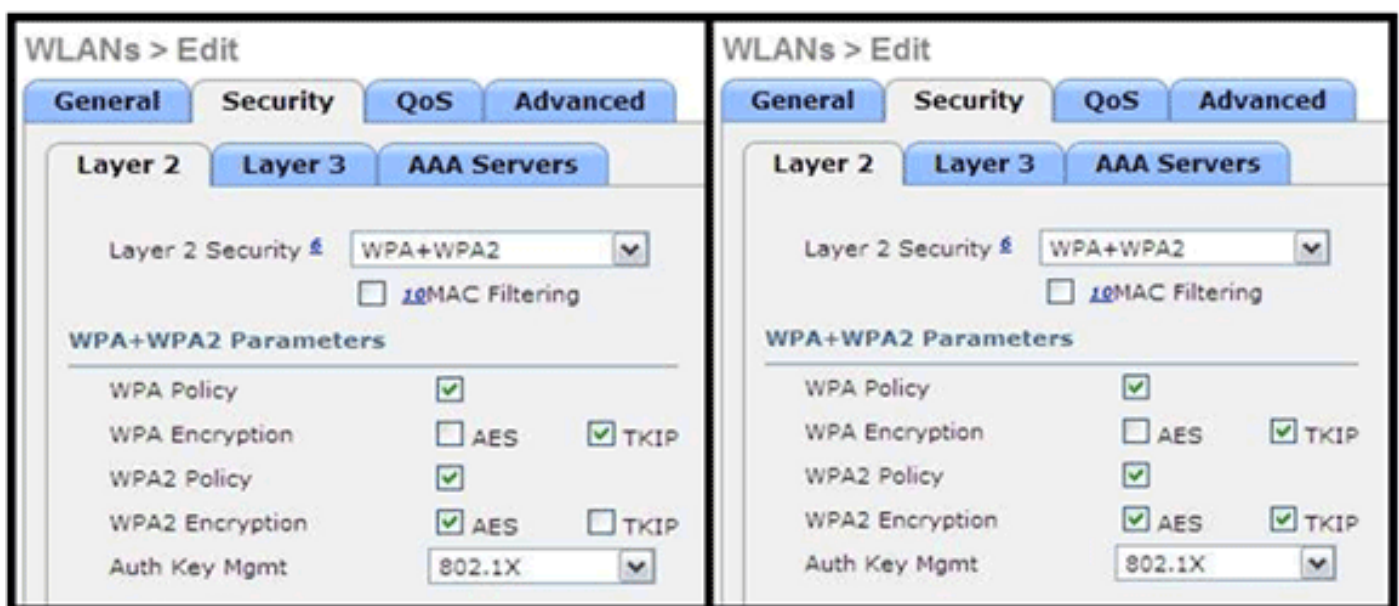 WLANs > Edit
General Security QoS Advanced
Layer 2 Layer 3 AAA Servers
Layer 2 Security 6 WPA+WPA2
10MAC Filtering
WPA+WPA2 Parameters
WPA Policy
WPA Encryption AES TKIP
WPA2 Policy
WPA2 Encryption AES TKIP
Auth Key Mgmt 802.1X
WLANs > Edit
General Security QoS Advanced
Layer 2 Layer 3 AAA Servers
Layer 2 Security 6 WPA+WPA2
10MAC Filtering
WPA+WPA2 Parameters
WPA Policy
WPA Encryption AES TKIP
WPA2 Policy
WPA2 Encryption AES TKIP
Auth Key Mgmt 802.1X